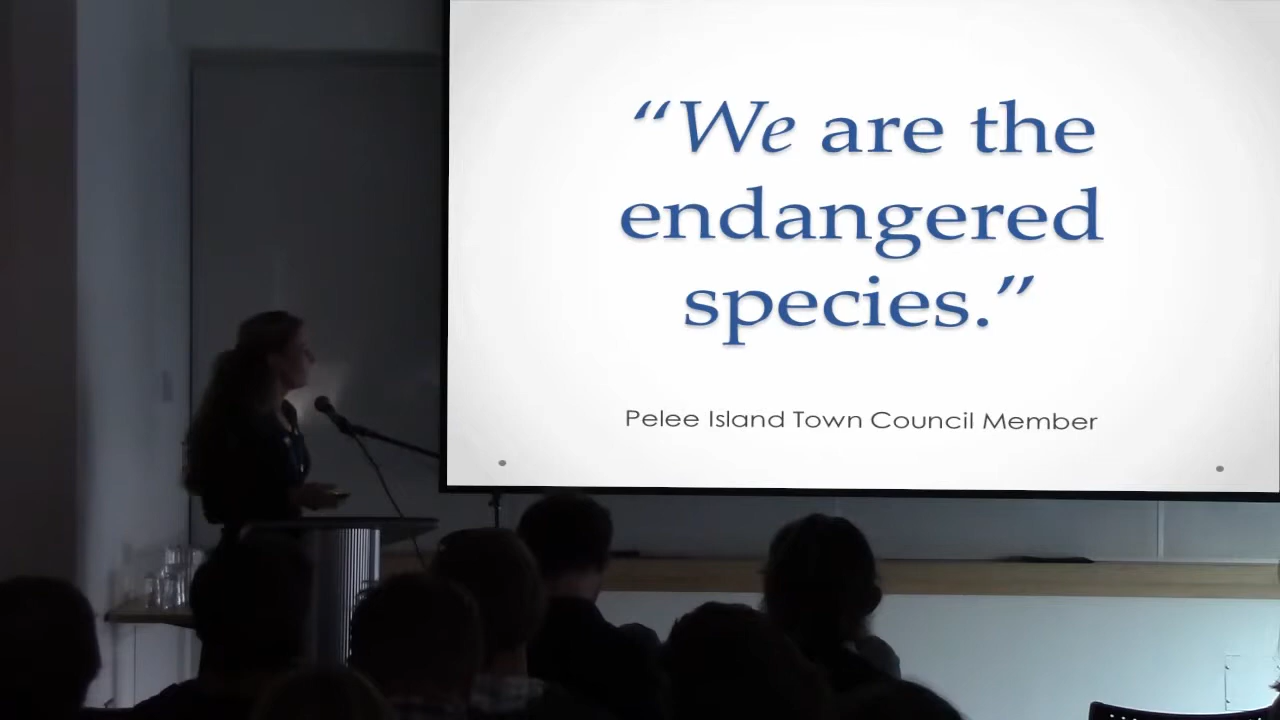 “We are the
endangered
species.”
Pelee Island Town Council Member